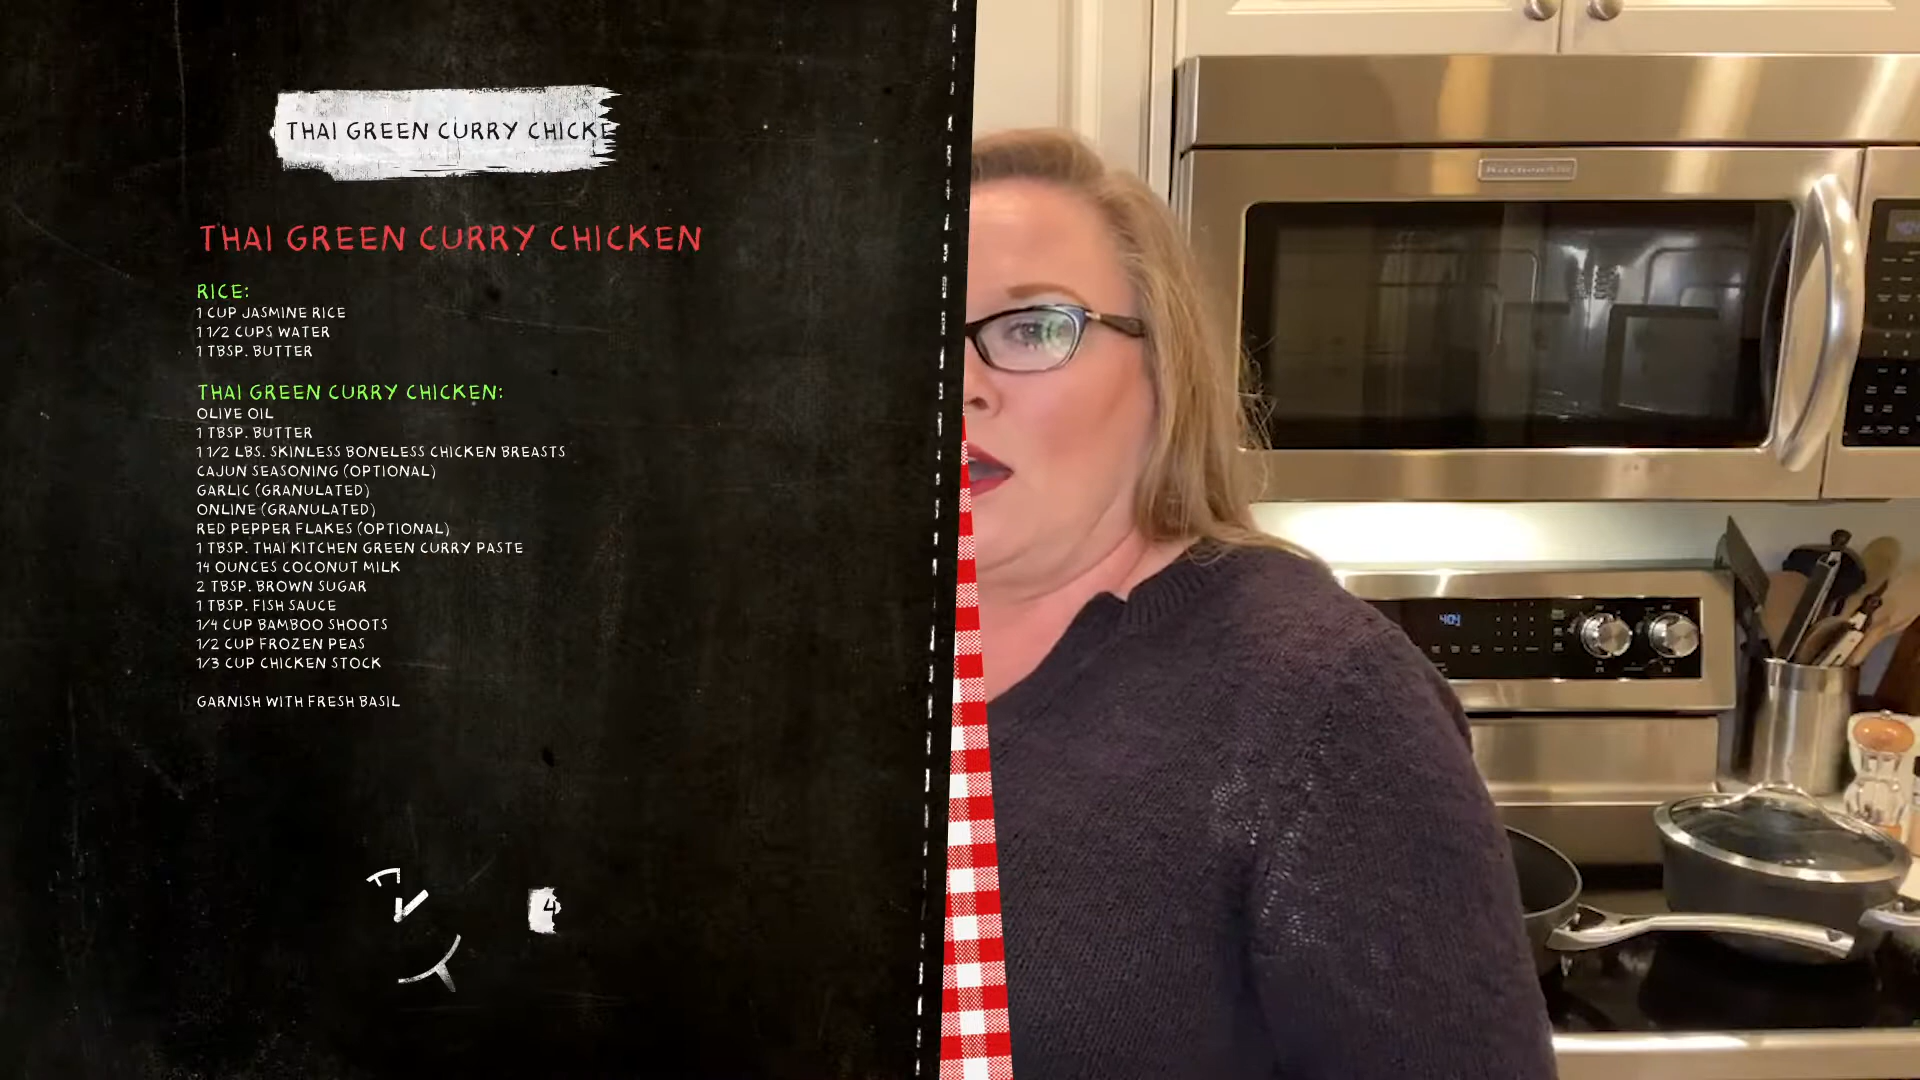 THAI GREEN CURRY CHICKE
THAI GREEN CURRY CHICKEN
RICE:
1 CUP JASMINE RICE
1 1/2 CUPS WATER
1 TBSP. BUTTER
THAI GREEN CURRY CHICKEN:
OLIVE OIL
1 TBSP. BUTTER
1 1/2 LBS. SKINLESS BONELESS CHICKEN BREASTS
CAJUN SEASONING (OPTIONAL)
GARLIC (GRANULATED)
ONLINE (GRANULATED)
RED PEPPER FLAKES (OPTIONAL)
1 TBSP. THAI KITCHEN GREEN CURRY PASTE
14 OUNCES COCONUT MILK
2 TBSP. BROWN SUGAR
1 TBSP. FISH SAUCE
1/4 CUP BAMBOO SHOOTS
1/2 CUP FROZEN PEAS
1/3 CUP CHICKEN STOCK
GARNISH WITH FRESH BASIL
4
KitchenAid
4:03